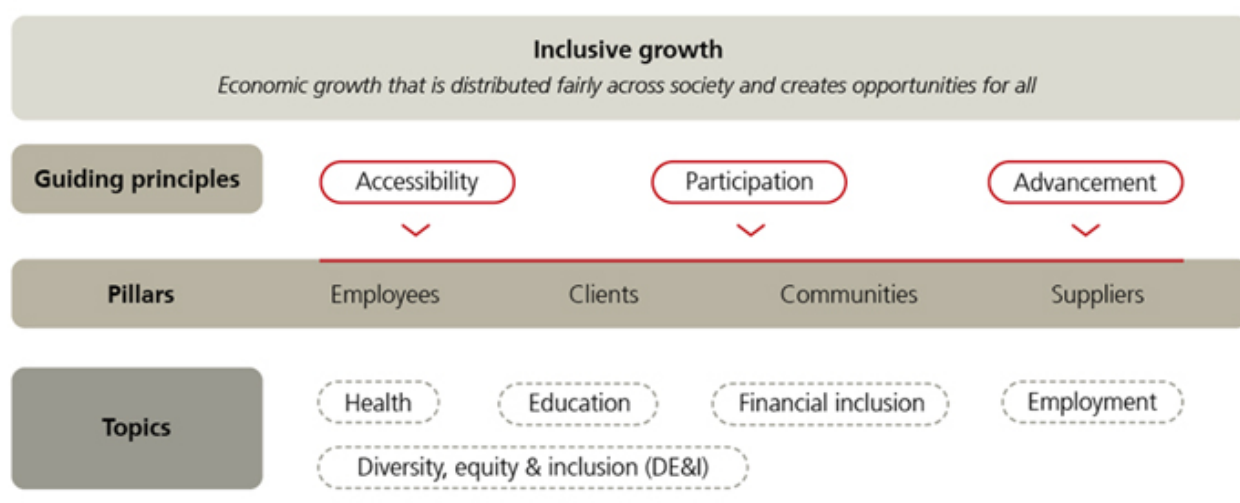 Inclusive growth
Economic growth that is distributed fairly across society and creates opportunities for all
Guiding principles
Accessibility
Participation
Advancement
Pillars
Employees
Clients
Communities
Suppliers
Topics
Health
Education
Financial inclusion
Employment
Diversity, equity & inclusion (DE&I)